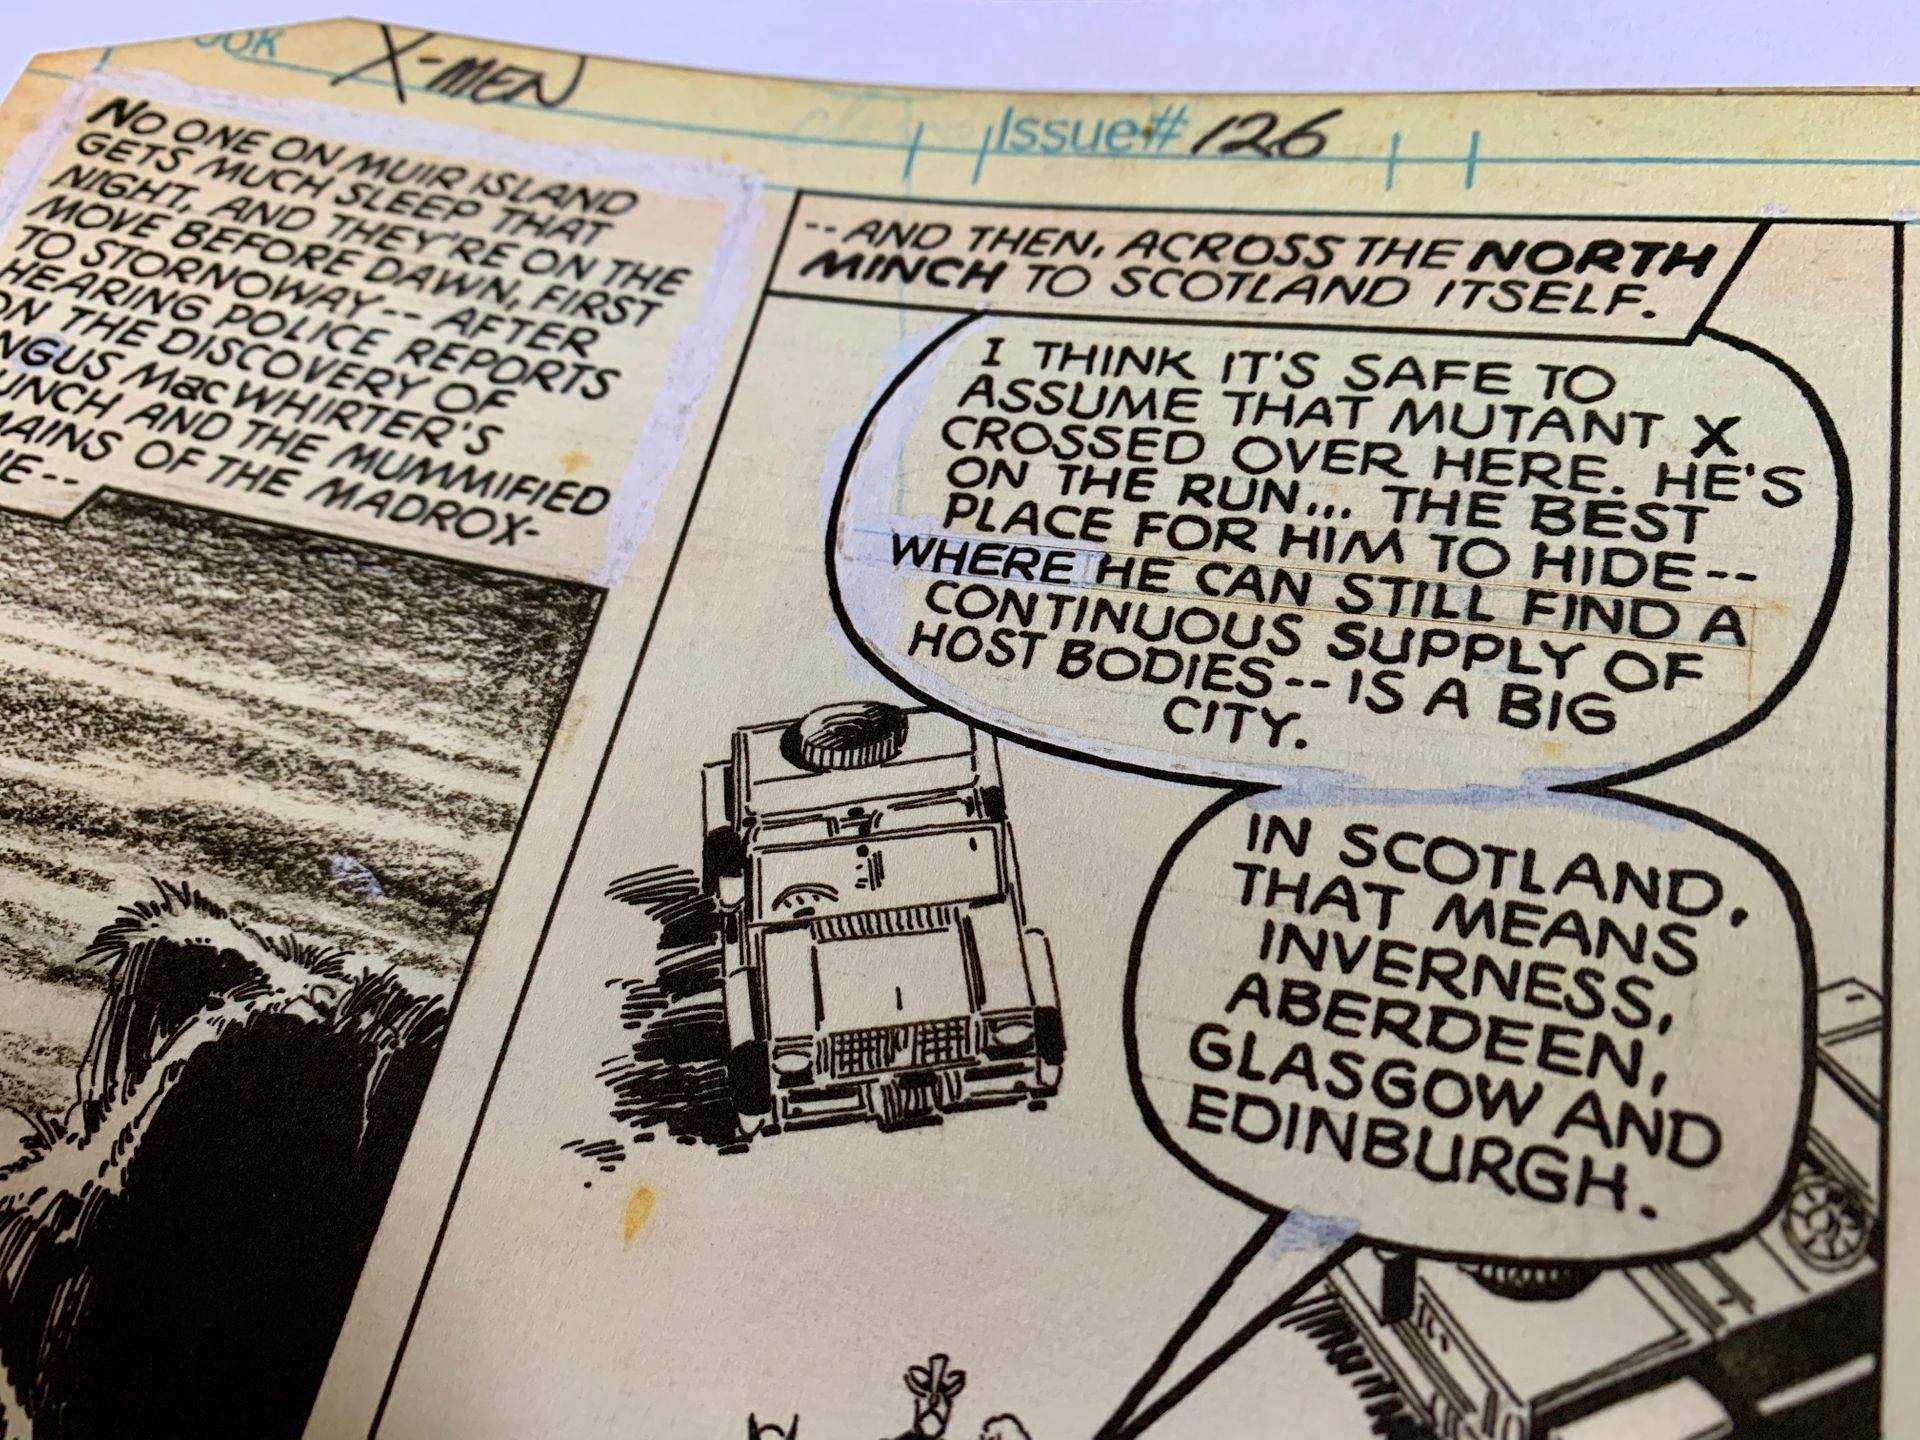 X-MEN
Issue# 126
NO ONE ON MUIR ISLAND
GETS MUCH SLEEP THAT
NIGHT, AND THEY'RE ON THE
MOVE BEFORE DAWN, FIRST
TO STORNOWAY-- AFTER
HEARING POLICE REPORTS
ON THE DISCOVERY OF
NGUS MacWHIRTER'S
UNCH AND THE MUMMIFIED
MAINS OF THE MADROX-
NE--
--AND THEN, ACROSS THE NORTH
MINCH TO SCOTLAND ITSELF.
I THINK IT'S SAFE TO
ASSUME THAT MUTANT X
CROSSED OVER HERE. HE'S
ON THE RUN... THE BEST
PLACE FOR HIM TO HIDE--
WHERE HE CAN STILL FIND A
CONTINUOUS SUPPLY OF
HOST BODIES-- IS A BIG
CITY.
IN SCOTLAND,
THAT MEANS
INVERNESS,
ABERDEEN,
GLASGOW AND
EDINBURGH.